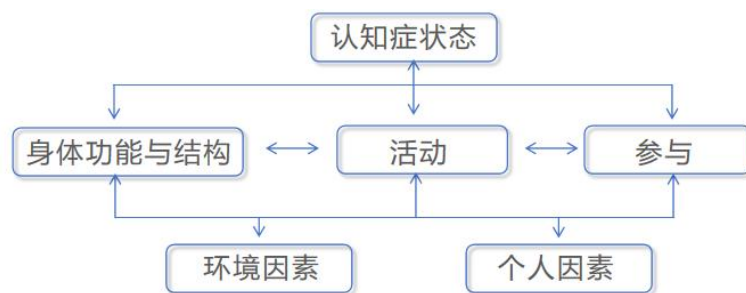 认知症状态
身体功能与结构
活动
参与
环境因素
个人因素